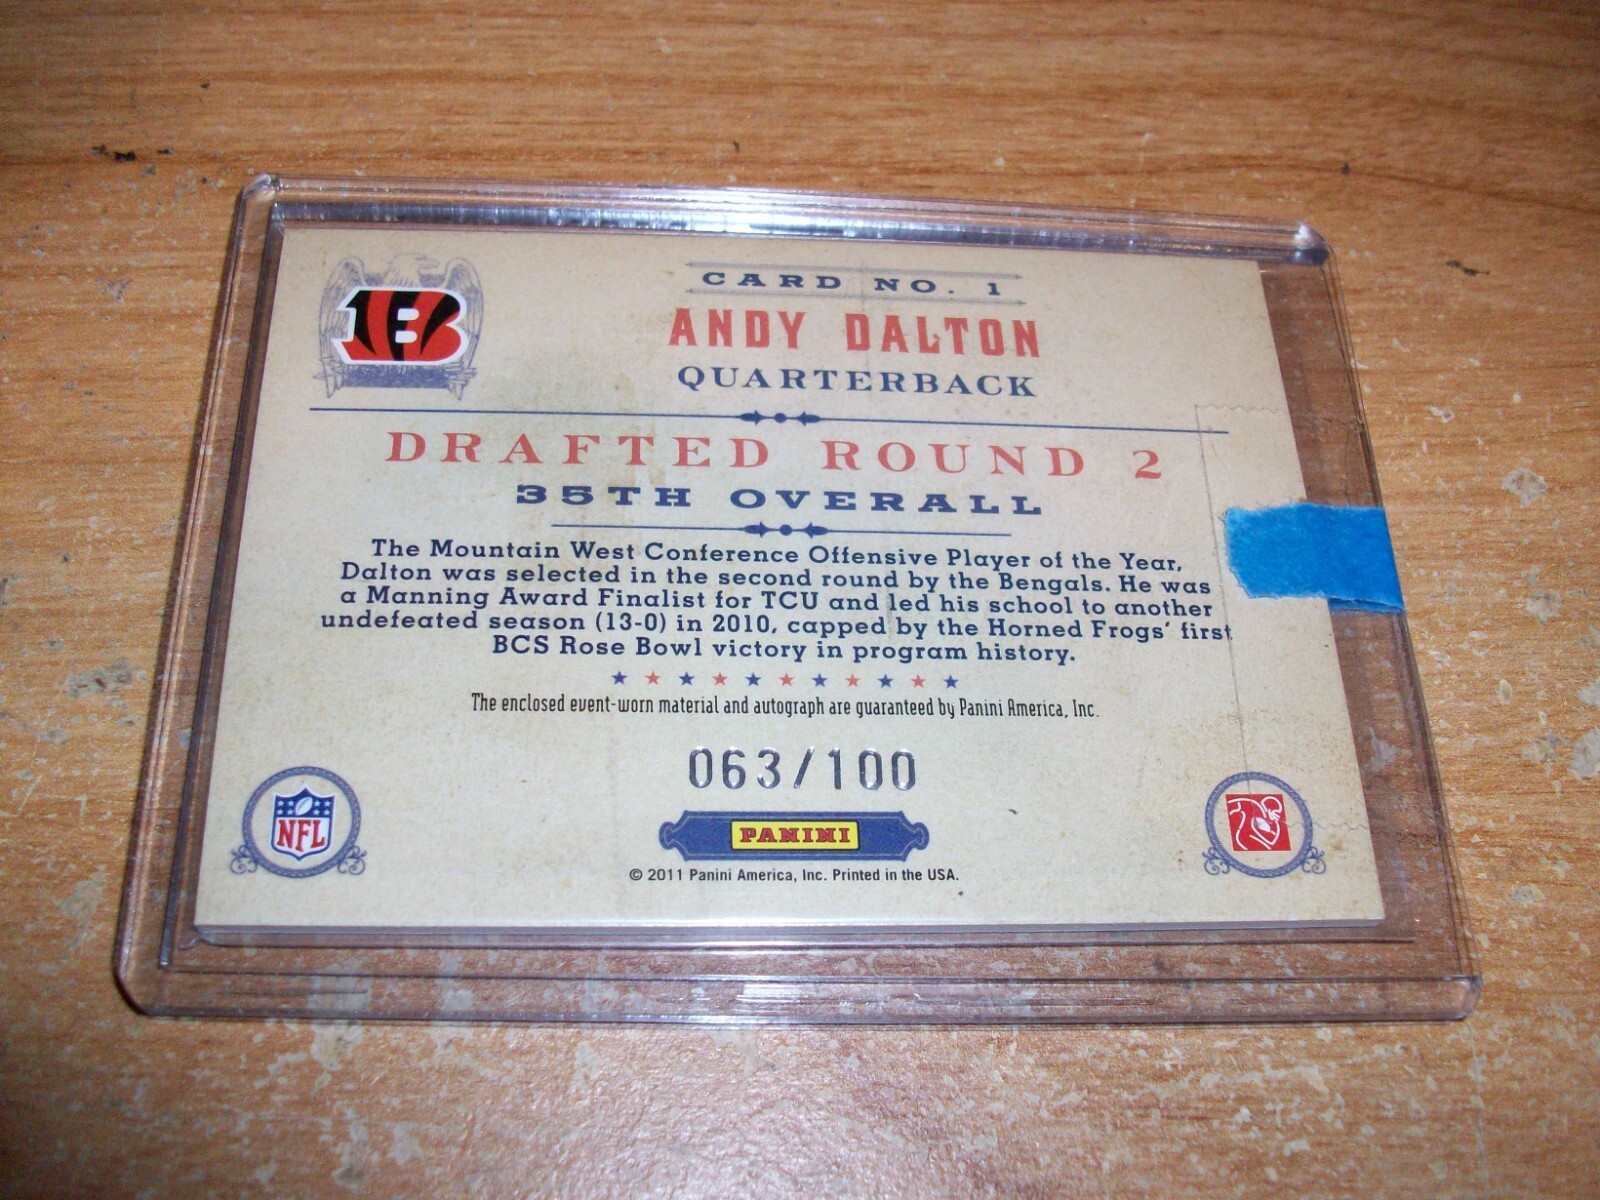 CARD NO. 1
ANDY DALTON
QUARTERBACK
DRAFTED ROUND 2
35TH OVERALL
The Mountain West Conference Offensive Player of the Year,
Dalton was selected in the second round by the Bengals. He was
a Manning Award Finalist for TCU and led his school to another
undefeated season (13-0) in 2010, capped by the Horned Frogs' first
BCS Rose Bowl victory in program history.
The enclosed event-worn material and autograph are guaranteed by Panini America, Inc.
063/100
NFL
PANINI
© 2011 Panini America, Inc. Printed in the USA.
B